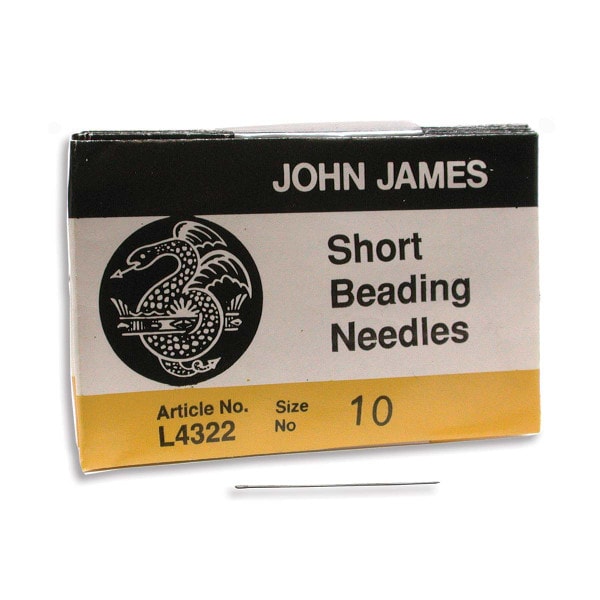 JOHN JAMES
Short
Beading
Needles
Article No. Size
L4322 No 10